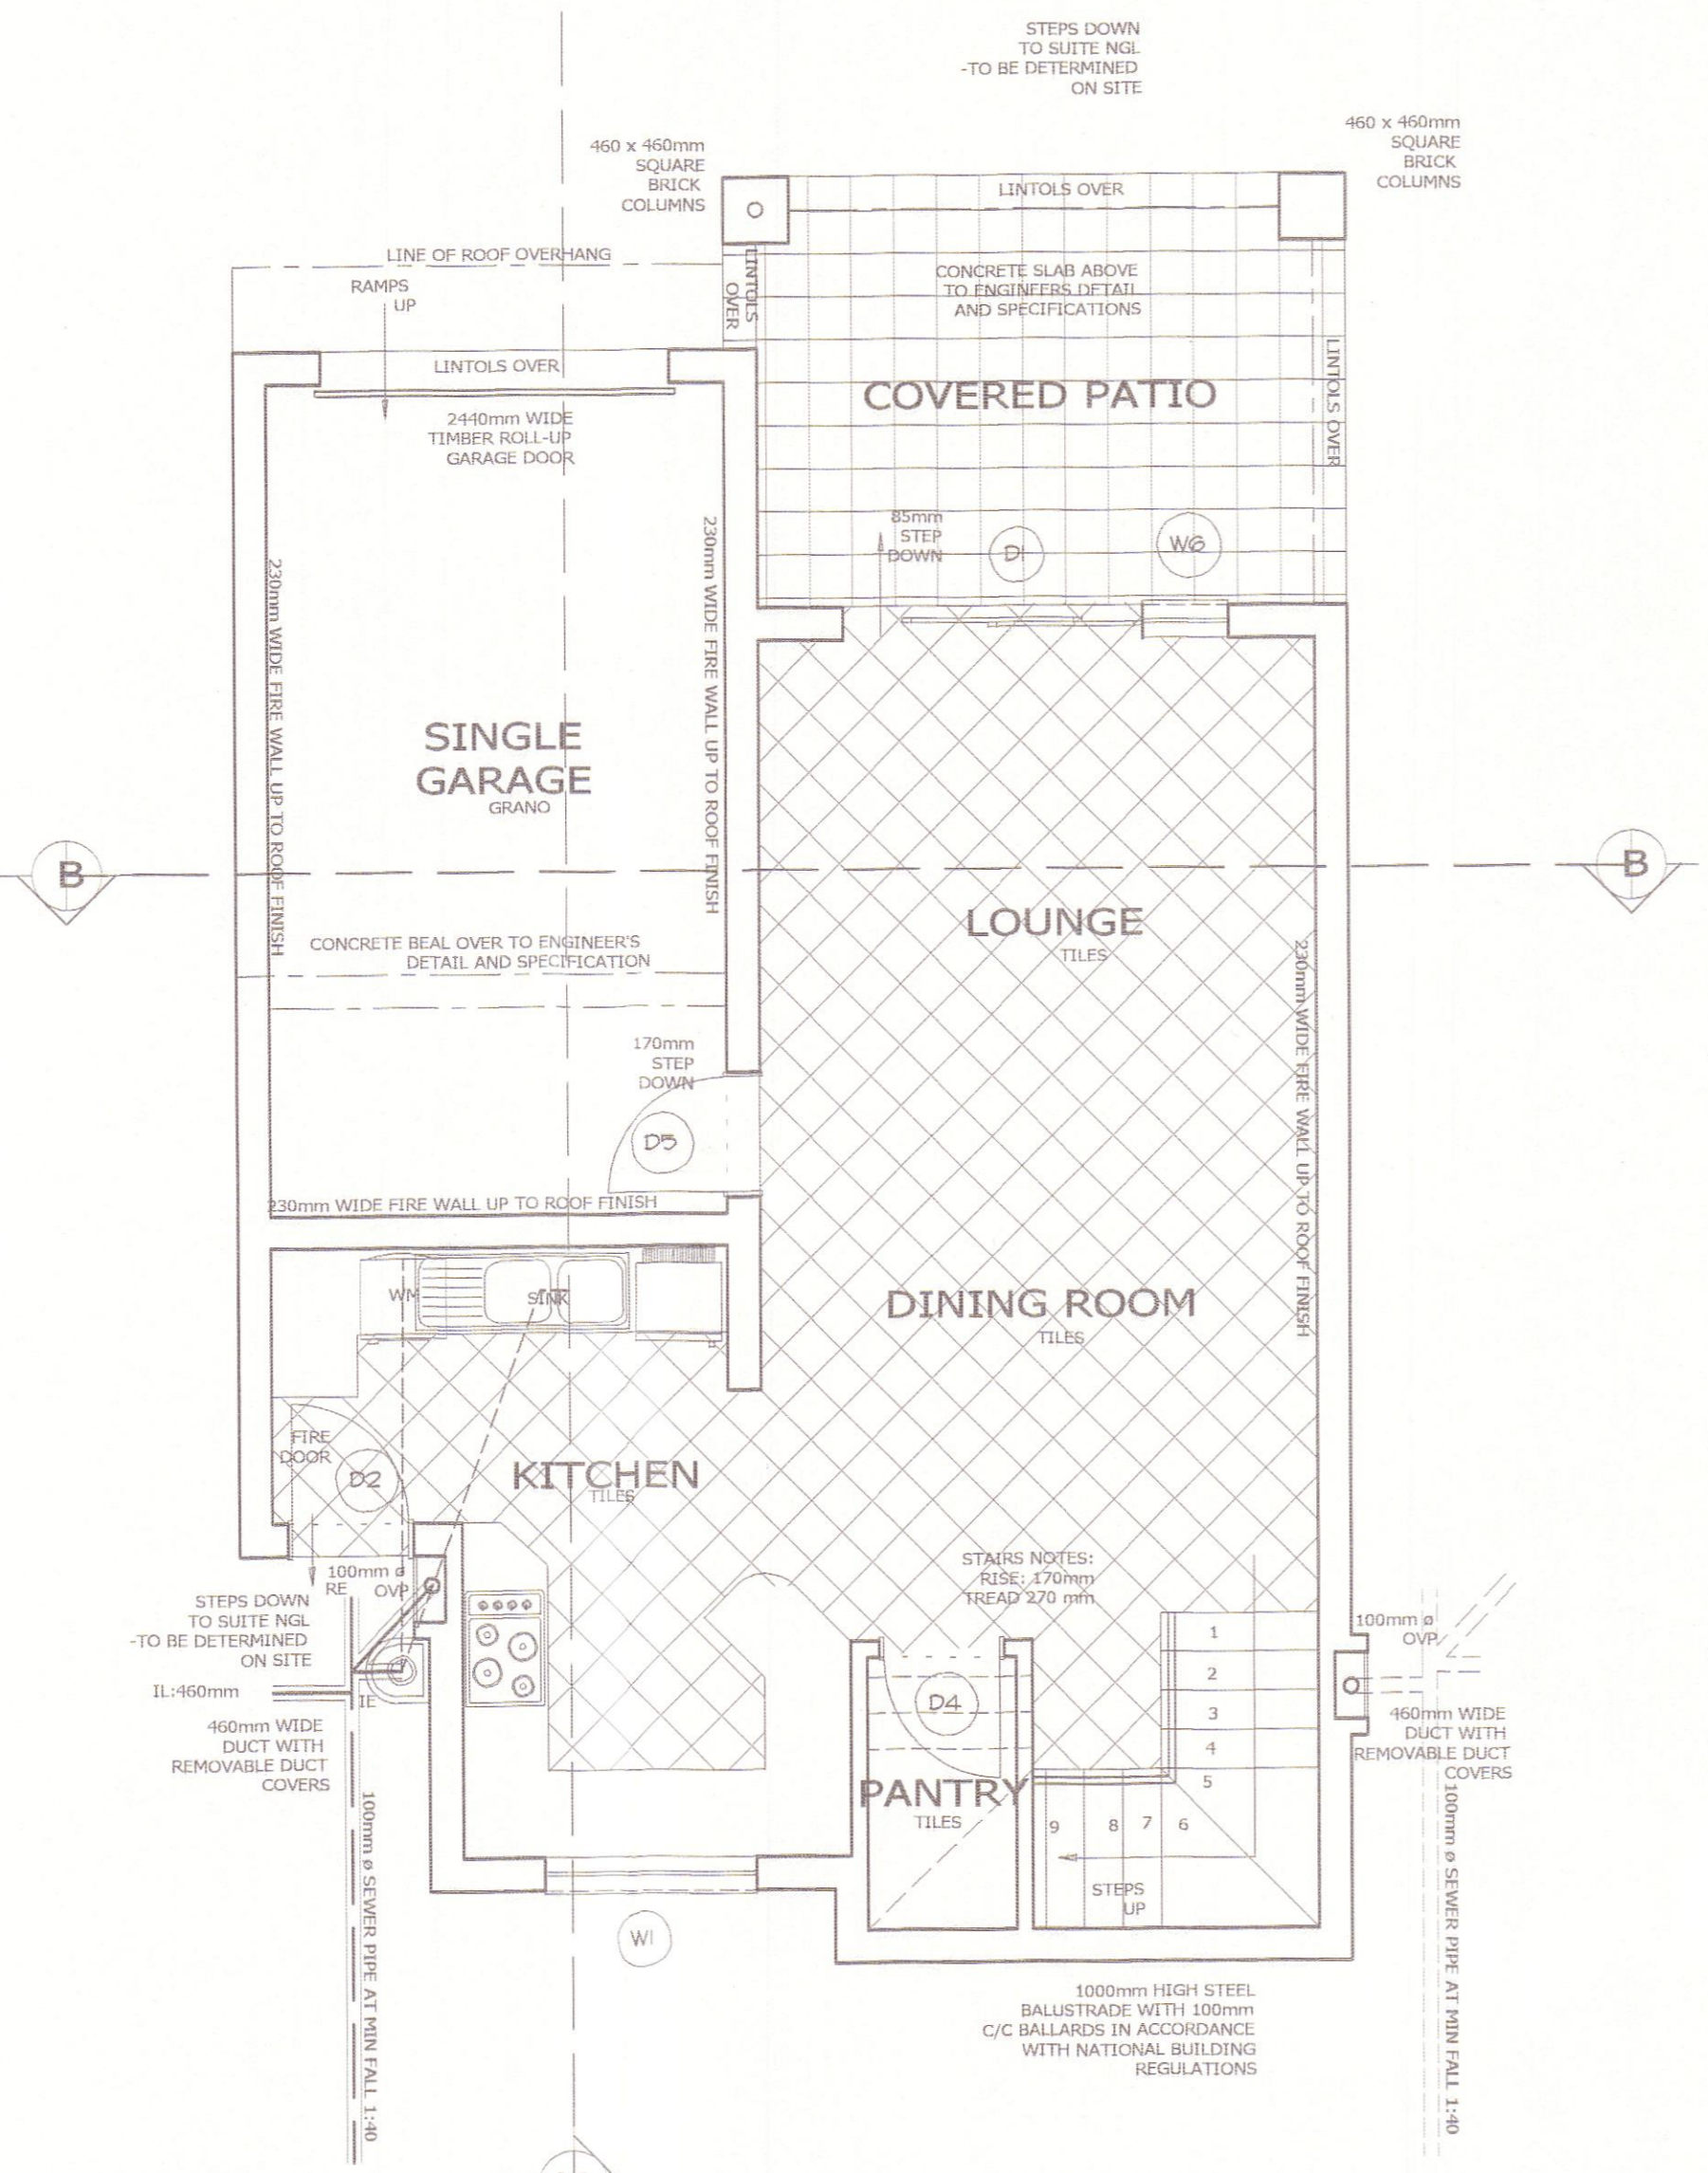 STEPS DOWN
TO SUITE NGL
-TO BE DETERMINED
ON SITE
460 x 460mm
SQUARE
BRICK
COLUMNS
460 x 460mm
SQUARE
BRICK
COLUMNS
LINTOLS OVER
LINE OF ROOF OVERHANG
RAMPS
UP
LINTOLS
OVER
CONCRETE SLAB ABOVE
TO ENGINEERS DETAIL
AND SPECIFICATIONS
LINTOLS OVER
LINTOLS OVER
COVERED PATIO
2440mm WIDE
TIMBER ROLL-UP
GARAGE DOOR
85mm
STEP
DOWN
D1
W6
230mm WIDE FIRE WALL UP TO ROOF FINISH
230mm WIDE FIRE WALL UP TO ROOF FINISH
SINGLE
GARAGE
GRANO
B
B
LOUNGE
TILES
CONCRETE BEAL OVER TO ENGINEER'S
DETAIL AND SPECIFICATION
230mm WIDE FIRE WALL UP TO ROOF FINISH
170mm
STEP
DOWN
D5
230mm WIDE FIRE WALL UP TO ROOF FINISH
WM
SINK
DINING ROOM
TILES
FIRE
DOOR
D2
KITCHEN
TILES
100mm ø
RE OVP
STEPS DOWN
TO SUITE NGL
-TO BE DETERMINED
ON SITE
IL:460mm
IE
460mm WIDE
DUCT WITH
REMOVABLE DUCT
COVERS
STAIRS NOTES:
RISE: 170mm
TREAD 270 mm
1
2
3
4
5
6
7
8
9
100mm ø
OVP
460mm WIDE
DUCT WITH
REMOVABLE DUCT
COVERS
D4
PANTRY
TILES
STEPS
UP
W1
100mm ø SEWER PIPE AT MIN FALL 1:40
100mm ø SEWER PIPE AT MIN FALL 1:40
1000mm HIGH STEEL
BALUSTRADE WITH 100mm
C/C BALLARDS IN ACCORDANCE
WITH NATIONAL BUILDING
REGULATIONS